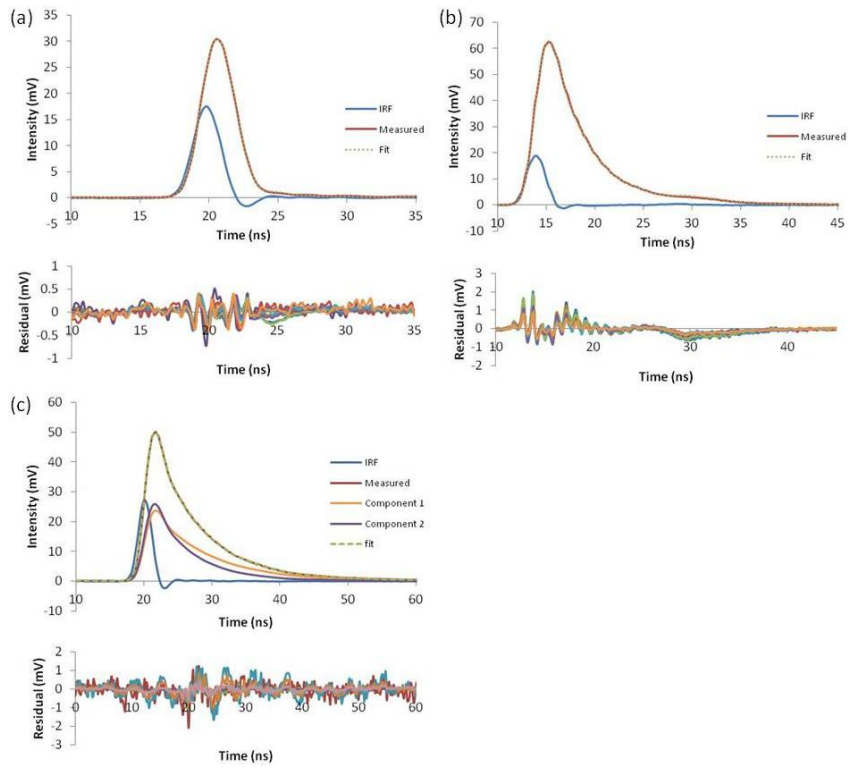 (a)
35
30
25
20
15
10
5
0
-5
Intensity (mV)
10 15 20 25 30 35
Time (ns)
IRF
Measured
Fit
1
0.5
0
-0.5
-1
Residual (mV)
10 15 20 25 30 35
Time (ns)
(b)
70
60
50
40
30
20
10
0
-10
Intensity (mV)
10 15 20 25 30 35 40 45
Time (ns)
IRF
Measured
Fit
3
2
1
0
-1
-2
Residual (mV)
10 20 30 40
Time (ns)
(c)
60
50
40
30
20
10
0
-10
Intensity (mV)
10 20 30 40 50 60
Time (ns)
IRF
Measured
Component 1
Component 2
fit
2
1
0
-1
-2
-3
Residual (mV)
0 10 20 30 40 50 60
Time (ns)